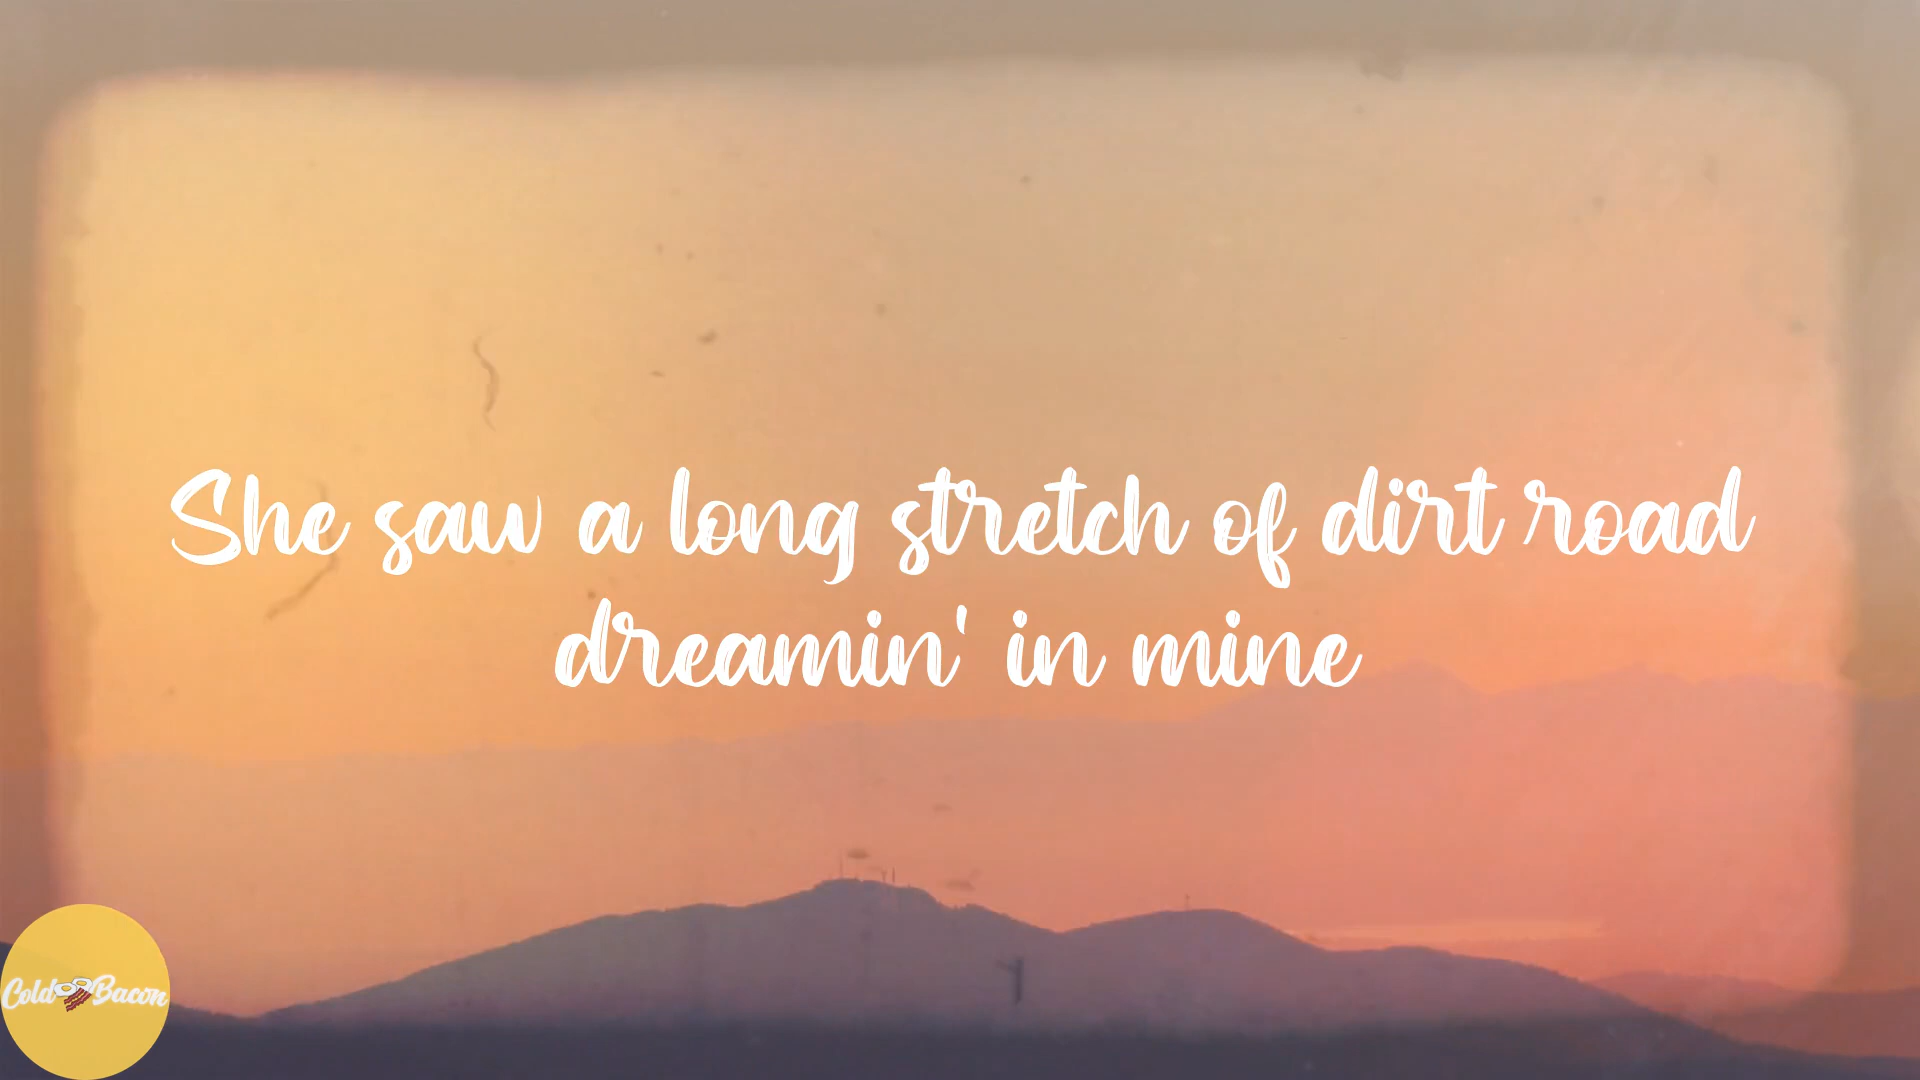 She saw a long stretch of dirt road
dreamin' in mine
Cold Bacon